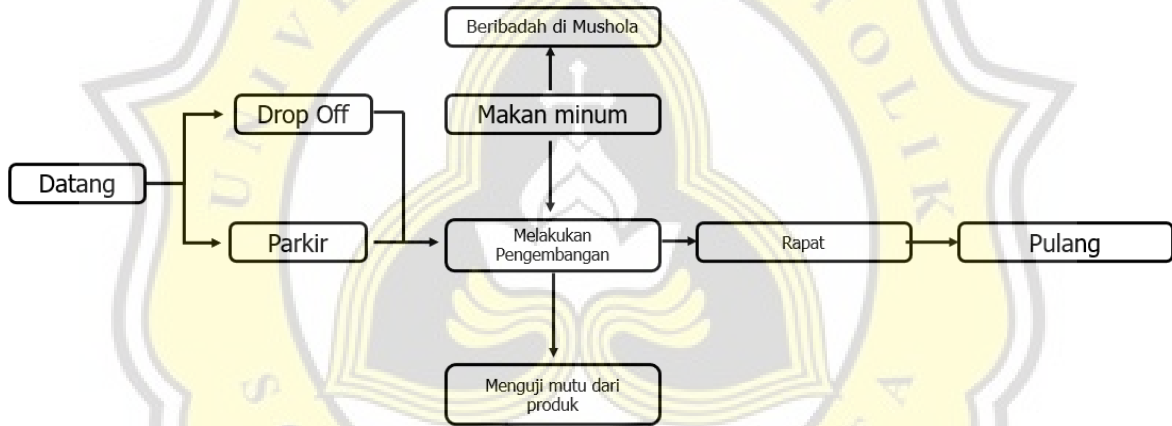 Beribadah di Mushola
Drop Off
Makan minum
Datang
Parkir
Melakukan
Pengembangan
Rapat
Pulang
Menguji mutu dari
produk